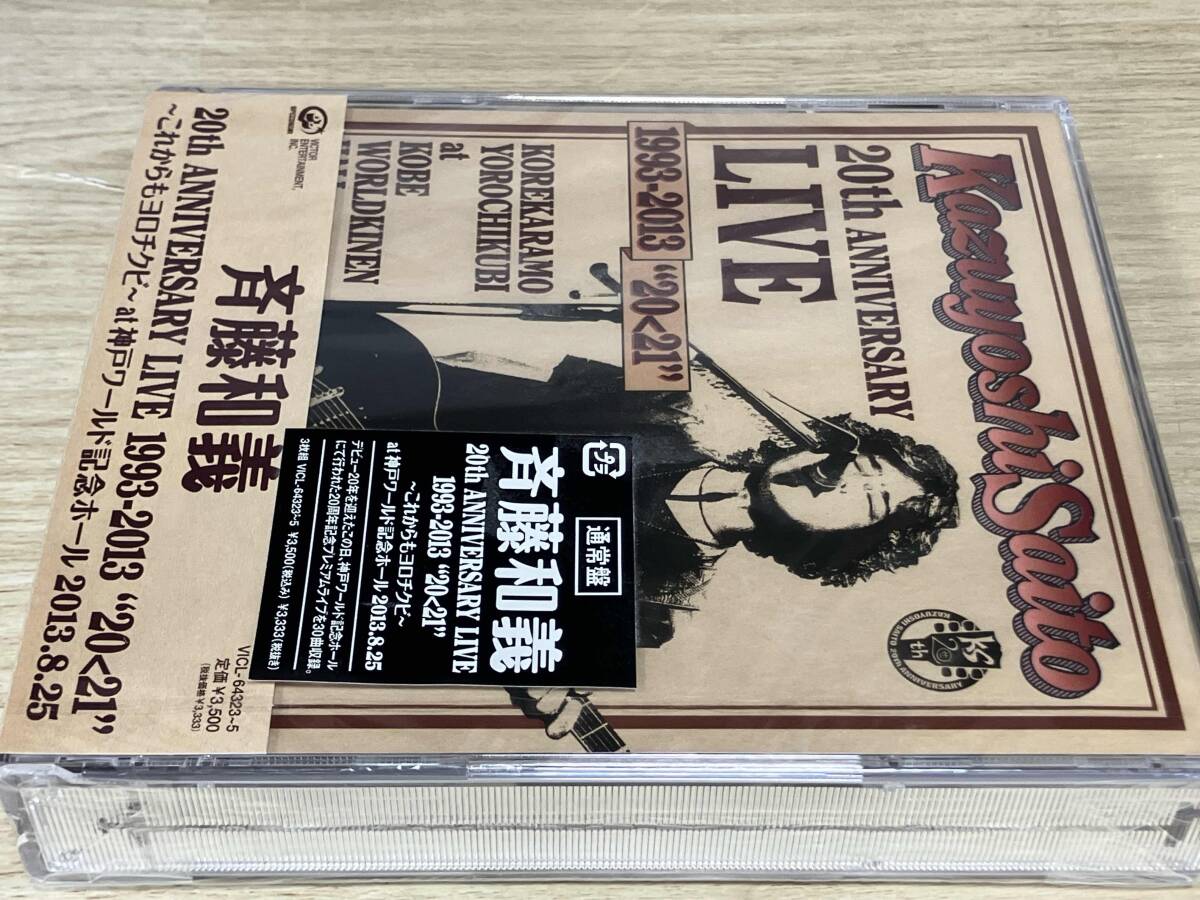 Kazuyoshi Saito
20th ANNIVERSARY
LIVE
1993-2013 “20<21”
KOREKARAMO
YOROCHIKUBI
at
KOBE
WORLDKINEN
KS
20
th
KAZUYOSHI SAITO 20TH ANNIVERSARY
通常盤
斉藤和義
20th ANNIVERSARY LIVE
1993-2013 “20<21”
～これからもヨロチクビ～
at 神戸ワールド記念ホール 2013.8.25
デビュー20年を迎えたこの日、神戸ワールド記念ホール
にて行われた20周年記念プレミアムライブを30曲収録。
3枚組 VICL-64323~5 ¥3,500(税込み) ¥3,333(税抜き)
斉藤和義
VICTOR
ENTERTAINMENT,
INC.
20th ANNIVERSARY LIVE 1993-2013 “20<21”
～これからもヨロチクビ～ at 神戸ワールド記念ホール 2013.8.25
VICL-64323~5
定価 ¥3,500
(税抜価格 ¥3,333)